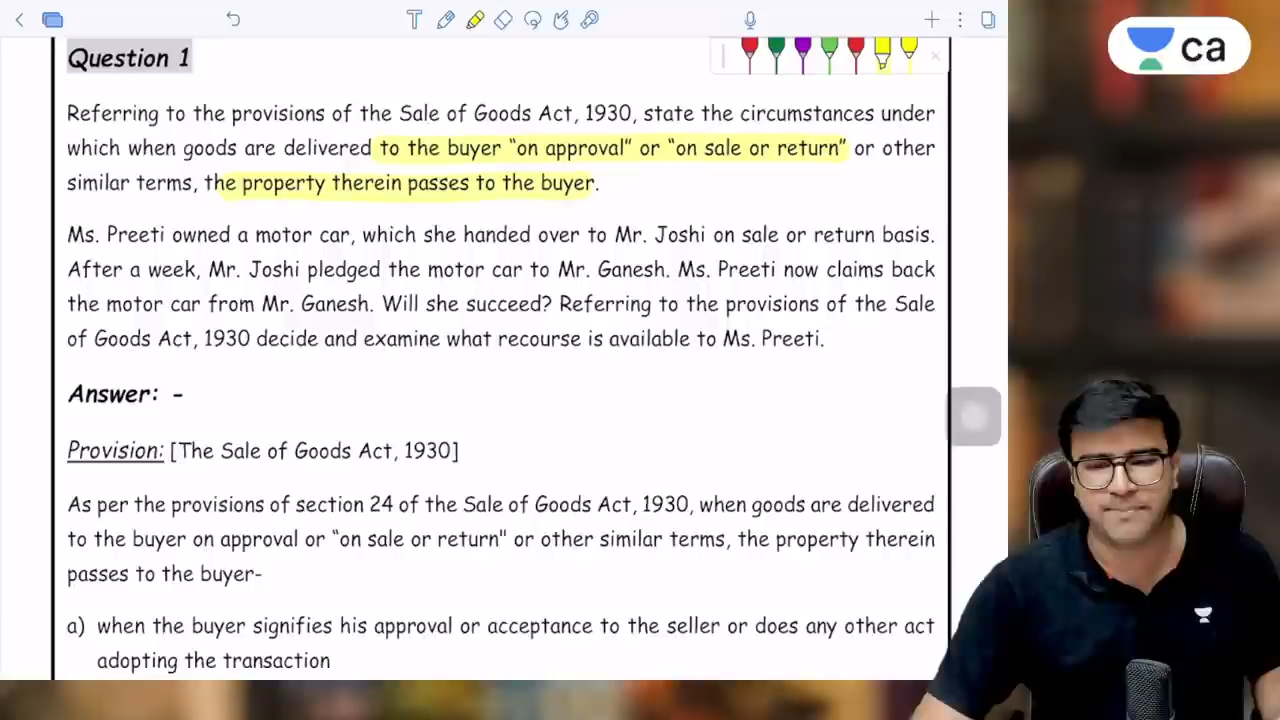 ca
Question 1
Referring to the provisions of the Sale of Goods Act, 1930, state the circumstances under
which when goods are delivered to the buyer “on approval” or “on sale or return” or other
similar terms, the property therein passes to the buyer.
Ms. Preeti owned a motor car, which she handed over to Mr. Joshi on sale or return basis.
After a week, Mr. Joshi pledged the motor car to Mr. Ganesh. Ms. Preeti now claims back
the motor car from Mr. Ganesh. Will she succeed? Referring to the provisions of the Sale
of Goods Act, 1930 decide and examine what recourse is available to Ms. Preeti.
Answer: -
Provision: [The Sale of Goods Act, 1930]
As per the provisions of section 24 of the Sale of Goods Act, 1930, when goods are delivered
to the buyer on approval or “on sale or return" or other similar terms, the property therein
passes to the buyer-
a) when the buyer signifies his approval or acceptance to the seller or does any other act
adopting the transaction